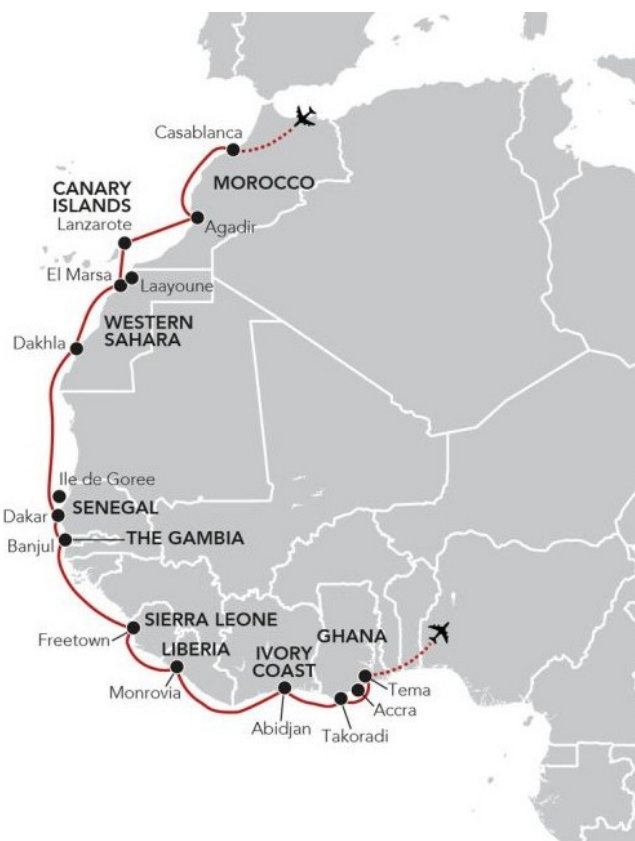 Casablanca
MOROCCO
CANARY
ISLANDS
Lanzarote
Agadir
El Marsa
Laayoune
WESTERN
SAHARA
Dakhla
Ile de Goree
SENEGAL
Dakar
Banjul
THE GAMBIA
SIERRA LEONE
Freetown
LIBERIA
IVORY
COAST
GHANA
Monrovia
Tema
Accra
Abidjan
Takoradi